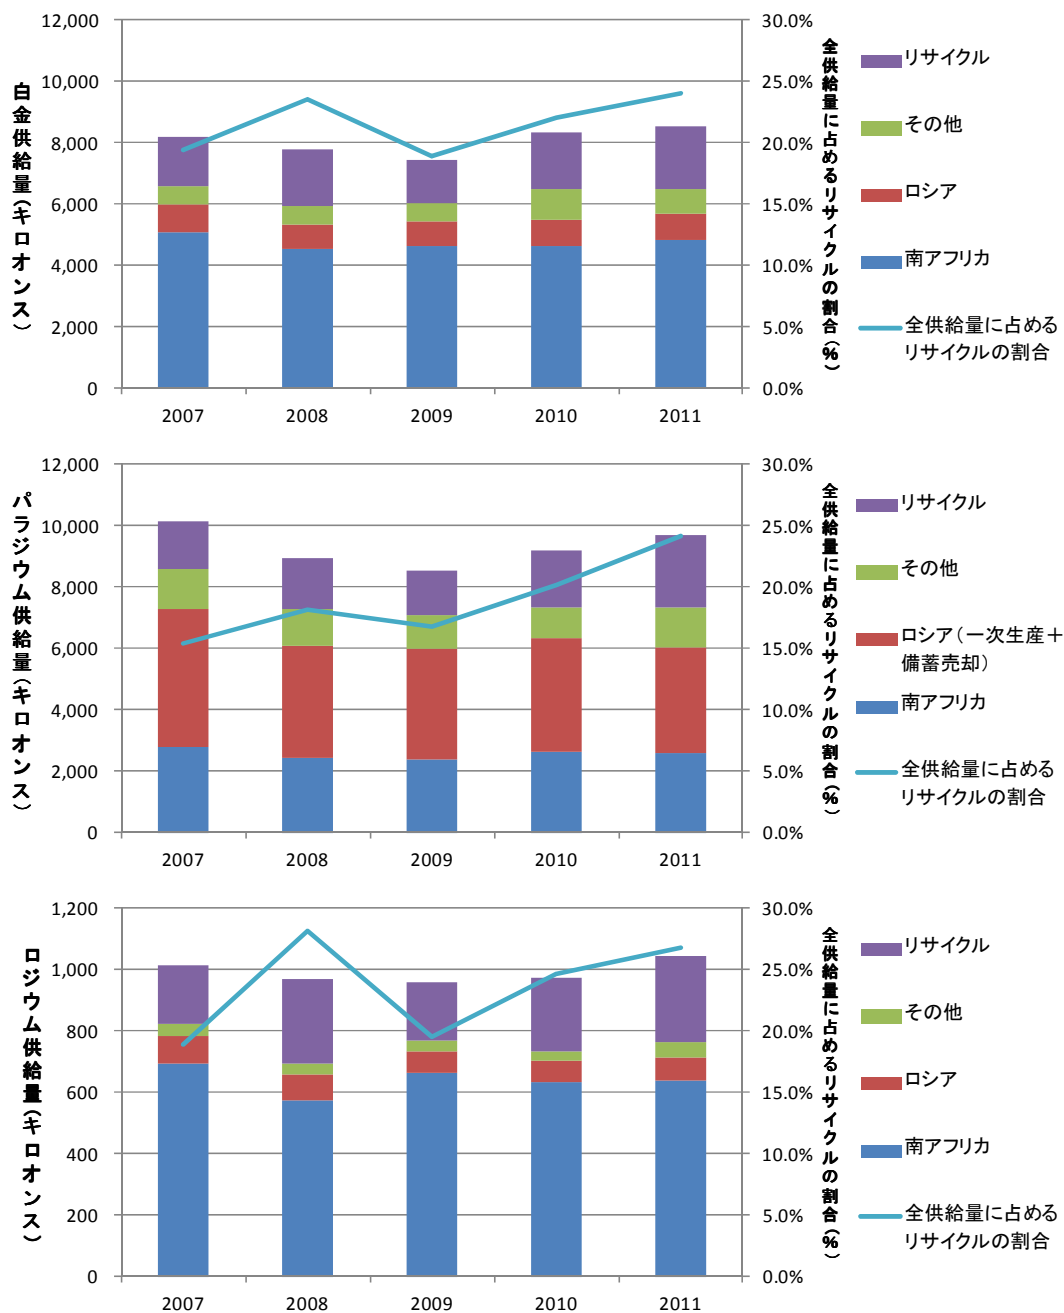 白金供給量(キロオンス)
12,000
10,000
8,000
6,000
4,000
2,000
0
30.0%
25.0%
20.0%
15.0%
10.0%
5.0%
0.0%
2007 2008 2009 2010 2011
全供給量に占めるリサイクルの割合(%)
リサイクル
その他
ロシア
南アフリカ
全供給量に占める
リサイクルの割合
パラジウム供給量(キロオンス)
12,000
10,000
8,000
6,000
4,000
2,000
0
30.0%
25.0%
20.0%
15.0%
10.0%
5.0%
0.0%
2007 2008 2009 2010 2011
全供給量に占めるリサイクルの割合(%)
リサイクル
その他
ロシア(一次生産+
備蓄売却)
南アフリカ
全供給量に占める
リサイクルの割合
ロジウム供給量(キロオンス)
1,200
1,000
800
600
400
200
0
30.0%
25.0%
20.0%
15.0%
10.0%
5.0%
0.0%
2007 2008 2009 2010 2011
全供給量に占めるリサイクルの割合(%)
リサイクル
その他
ロシア
南アフリカ
全供給量に占める
リサイクルの割合